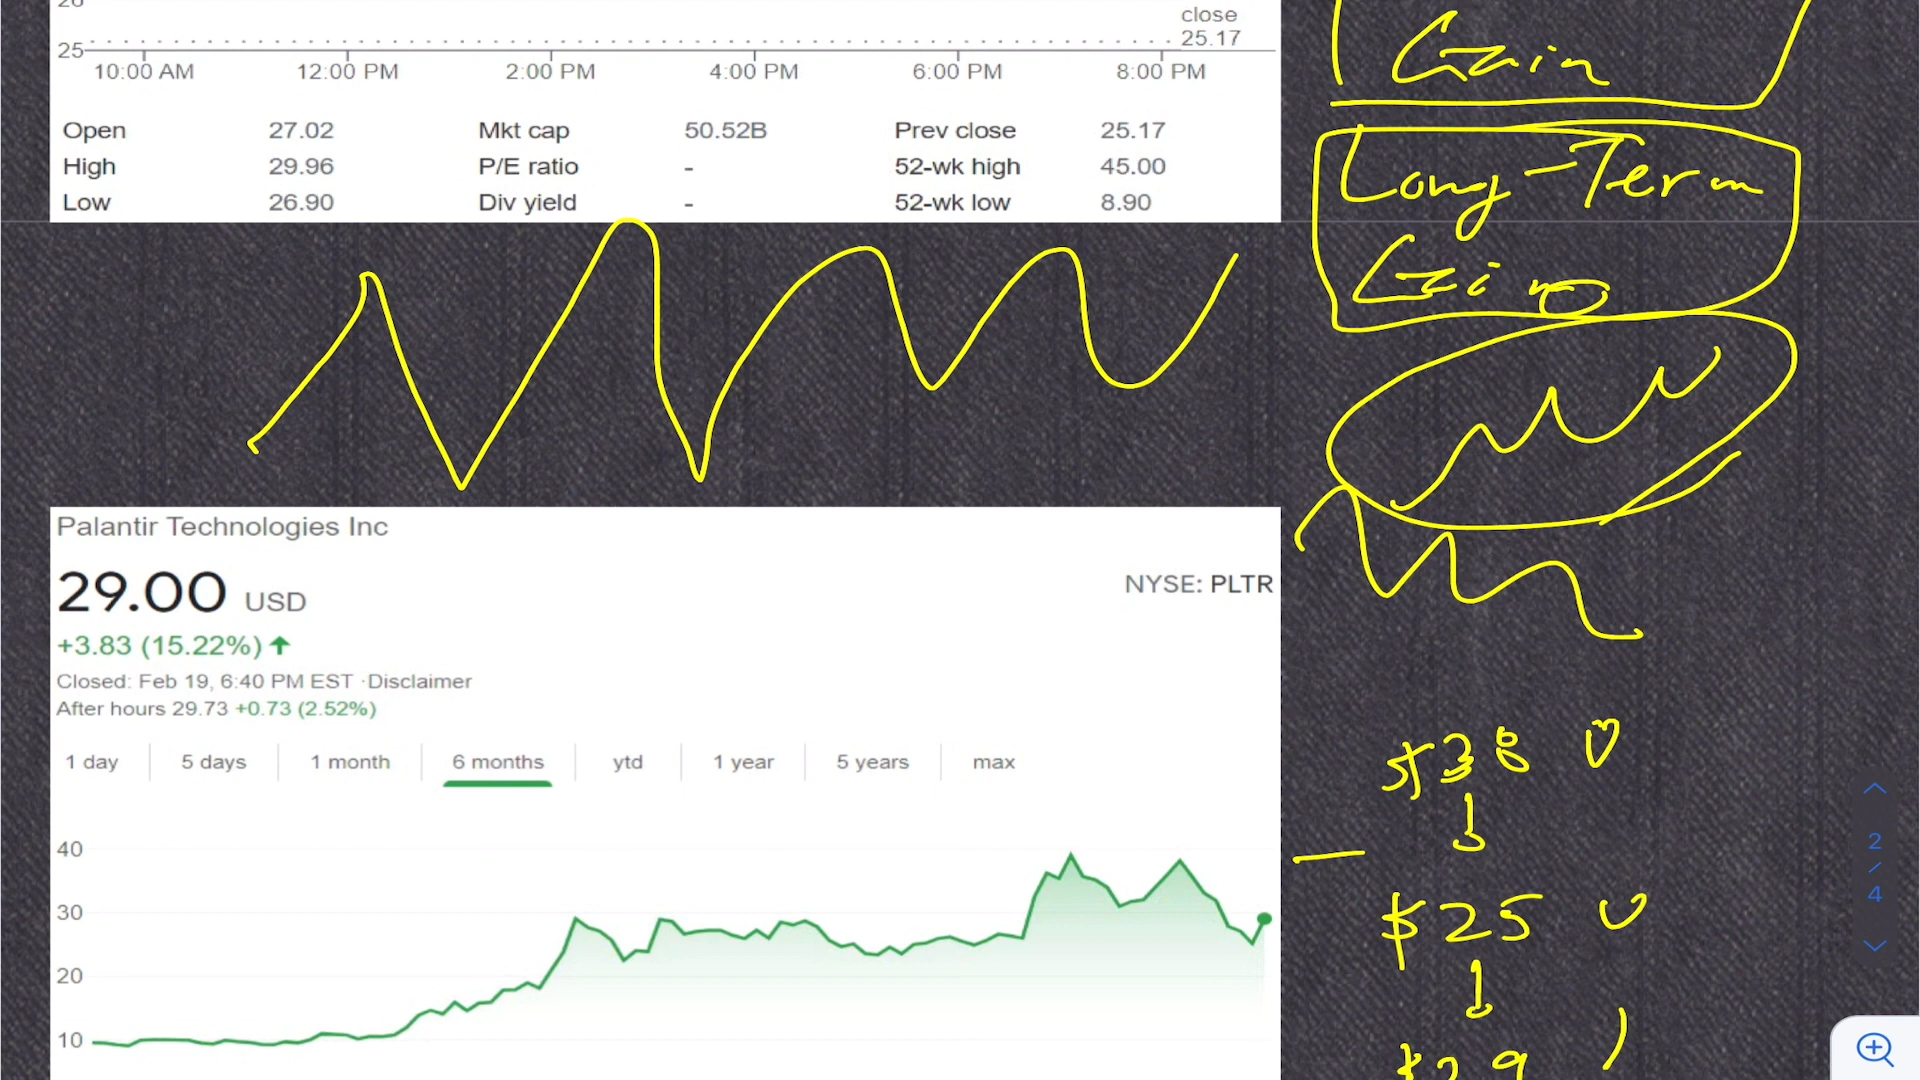 26
close
25.17
25
10:00 AM 12:00 PM 2:00 PM 4:00 PM 6:00 PM 8:00 PM
Open 27.02 Mkt cap 50.52B Prev close 25.17
High 29.96 P/E ratio - 52-wk high 45.00
Low 26.90 Div yield - 52-wk low 8.90
Gain
Long-Term
Gain
Palantir Technologies Inc
29.00 USD
NYSE: PLTR
+3.83 (15.22%)
Closed: Feb 19, 6:40 PM EST ·Disclaimer
After hours 29.73 +0.73 (2.52%)
1 day 5 days 1 month 6 months ytd 1 year 5 years max
40
30
20
10
$38
$25
$29
2
/
4